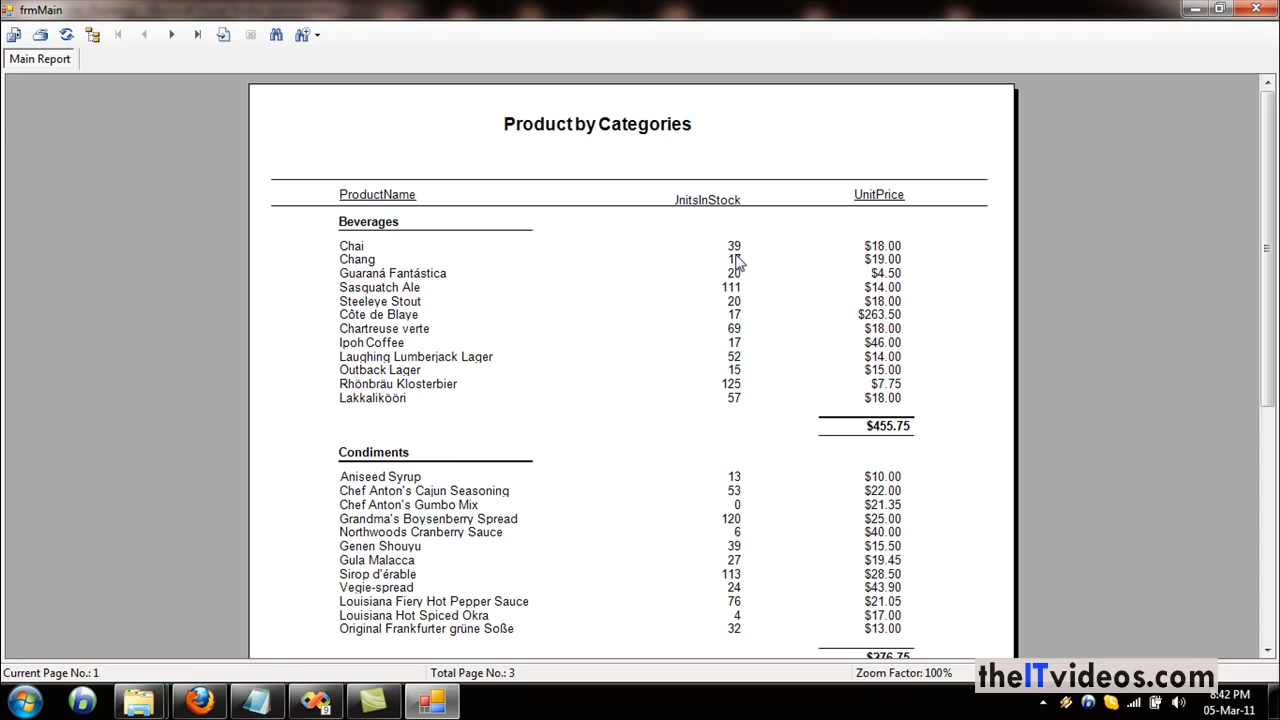 frmMain
Main Report
Product by Categories
ProductName JnitsInStock UnitPrice
Beverages
Chai 39 $18.00
Chang $19.00
Guaraná Fantástica 20 $4.50
Sasquatch Ale 111 $14.00
Steeleye Stout 20 $18.00
Côte de Blaye 17 $263.50
Chartreuse verte 69 $18.00
Ipoh Coffee 17 $46.00
Laughing Lumberjack Lager 52 $14.00
Outback Lager 15 $15.00
Rhönbräu Klosterbier 125 $7.75
Lakkalikööri 57 $18.00
$455.75
Condiments
Aniseed Syrup 13 $10.00
Chef Anton's Cajun Seasoning 53 $22.00
Chef Anton's Gumbo Mix 0 $21.35
Grandma's Boysenberry Spread 120 $25.00
Northwoods Cranberry Sauce 6 $40.00
Genen Shouyu 39 $15.50
Gula Malacca 27 $19.45
Sirop d'érable 113 $28.50
Vegie-spread 24 $43.90
Louisiana Fiery Hot Pepper Sauce 76 $21.05
Louisiana Hot Spiced Okra 4 $17.00
Original Frankfurter grüne Soße 32 $13.00
$276.75
Current Page No.: 1 Total Page No.: 3 Zoom Factor: 100%
theITvideos.com
9
8:42 PM
05-Mar-11